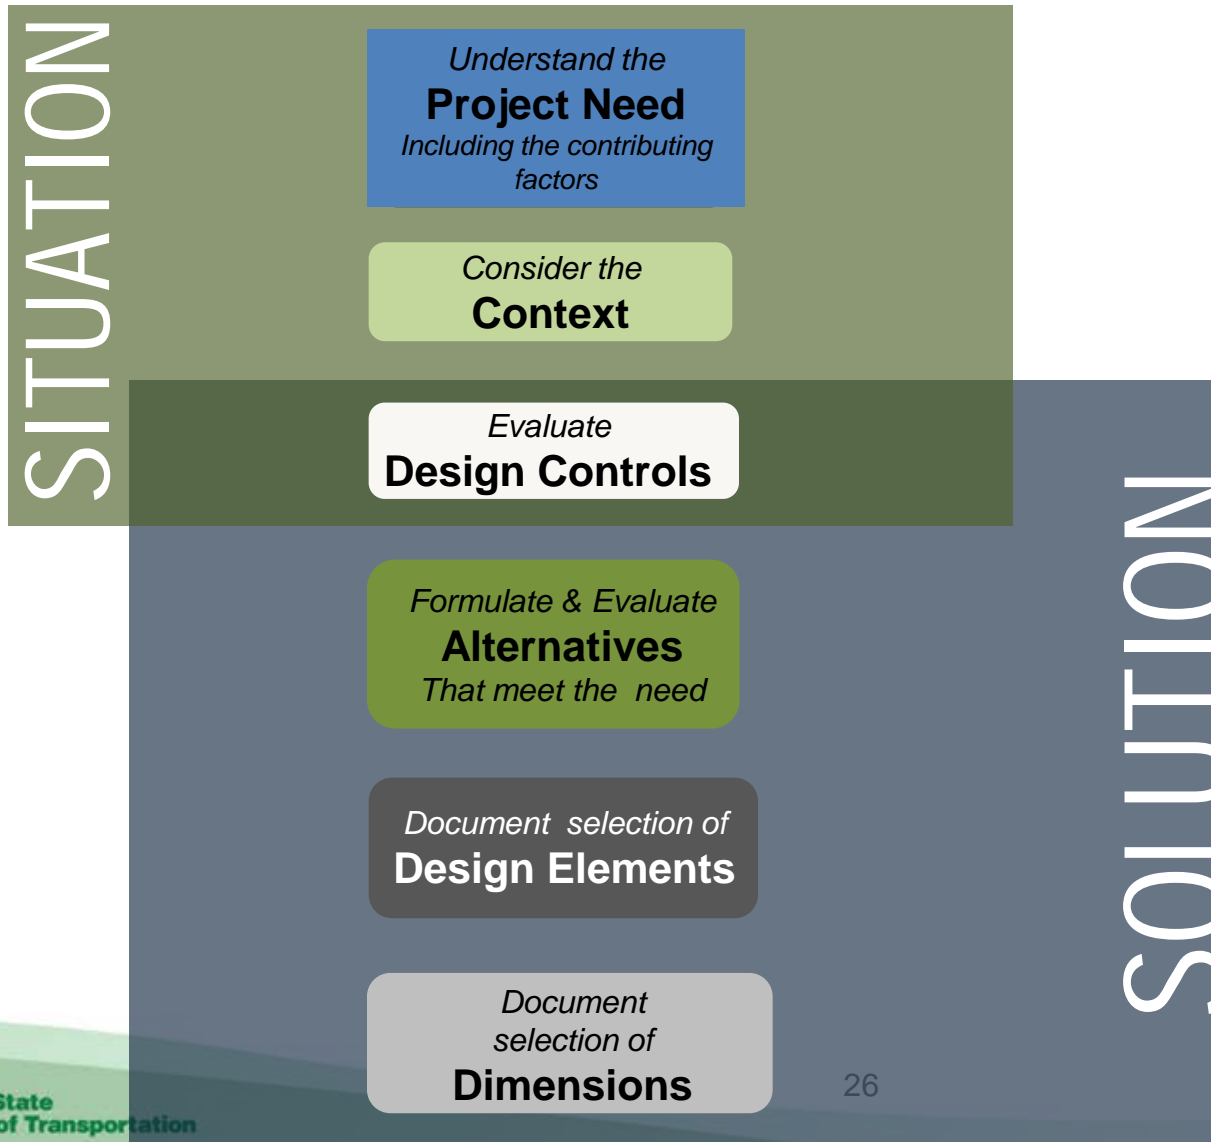 SITUATION
Understand the
Project Need
Including the contributing
factors
Consider the
Context
Evaluate
Design Controls
Formulate & Evaluate
Alternatives
That meet the need
Document selection of
Design Elements
Document
selection of
Dimensions
SOLUTION
26
State
of Transportation